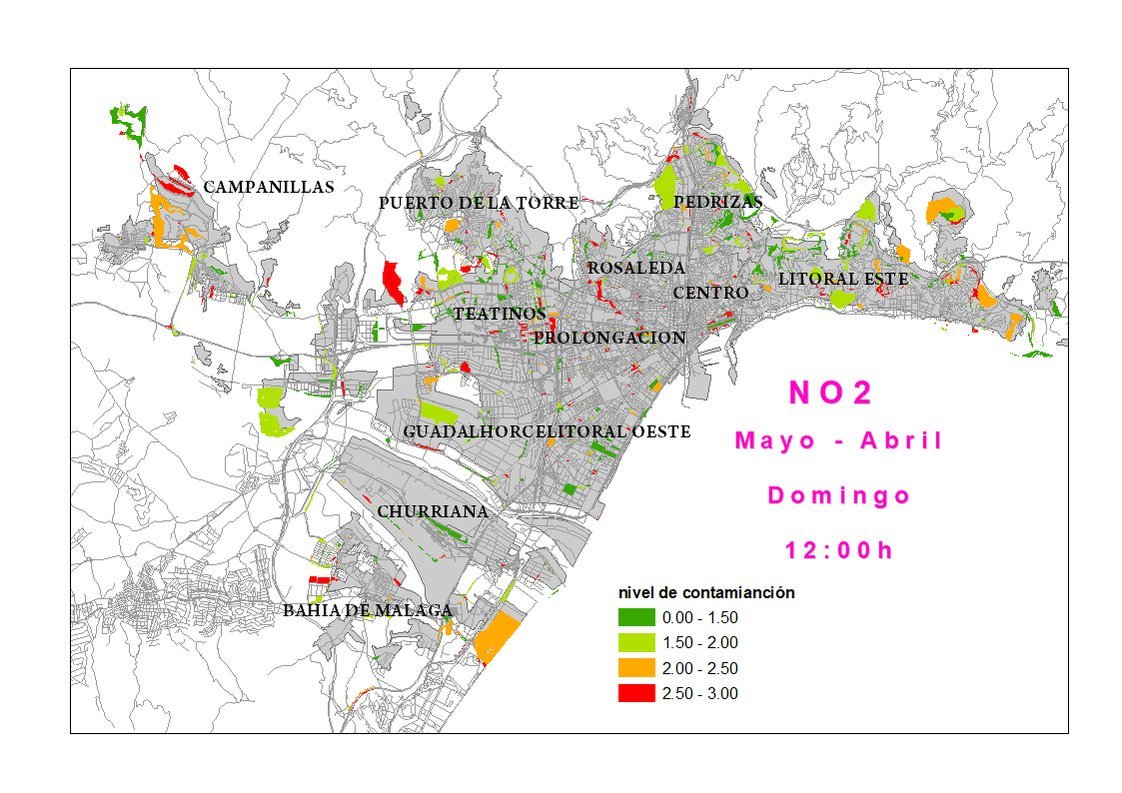 CAMPANILLAS
PUERTO DE LA TORRE
PEDRIZAS
ROSALEDA
LITORAL ESTE
CENTRO
TEATINOS
PROLONGACION
NO2
GUADALHORCELITORAL OESTE
Mayo - Abril
Domingo
CHURRIANA
12:00h
nivel de contamianción
BAHIA DE MALAGA
0.00 - 1.50
1.50 - 2.00
2.00 - 2.50
2.50 - 3.00